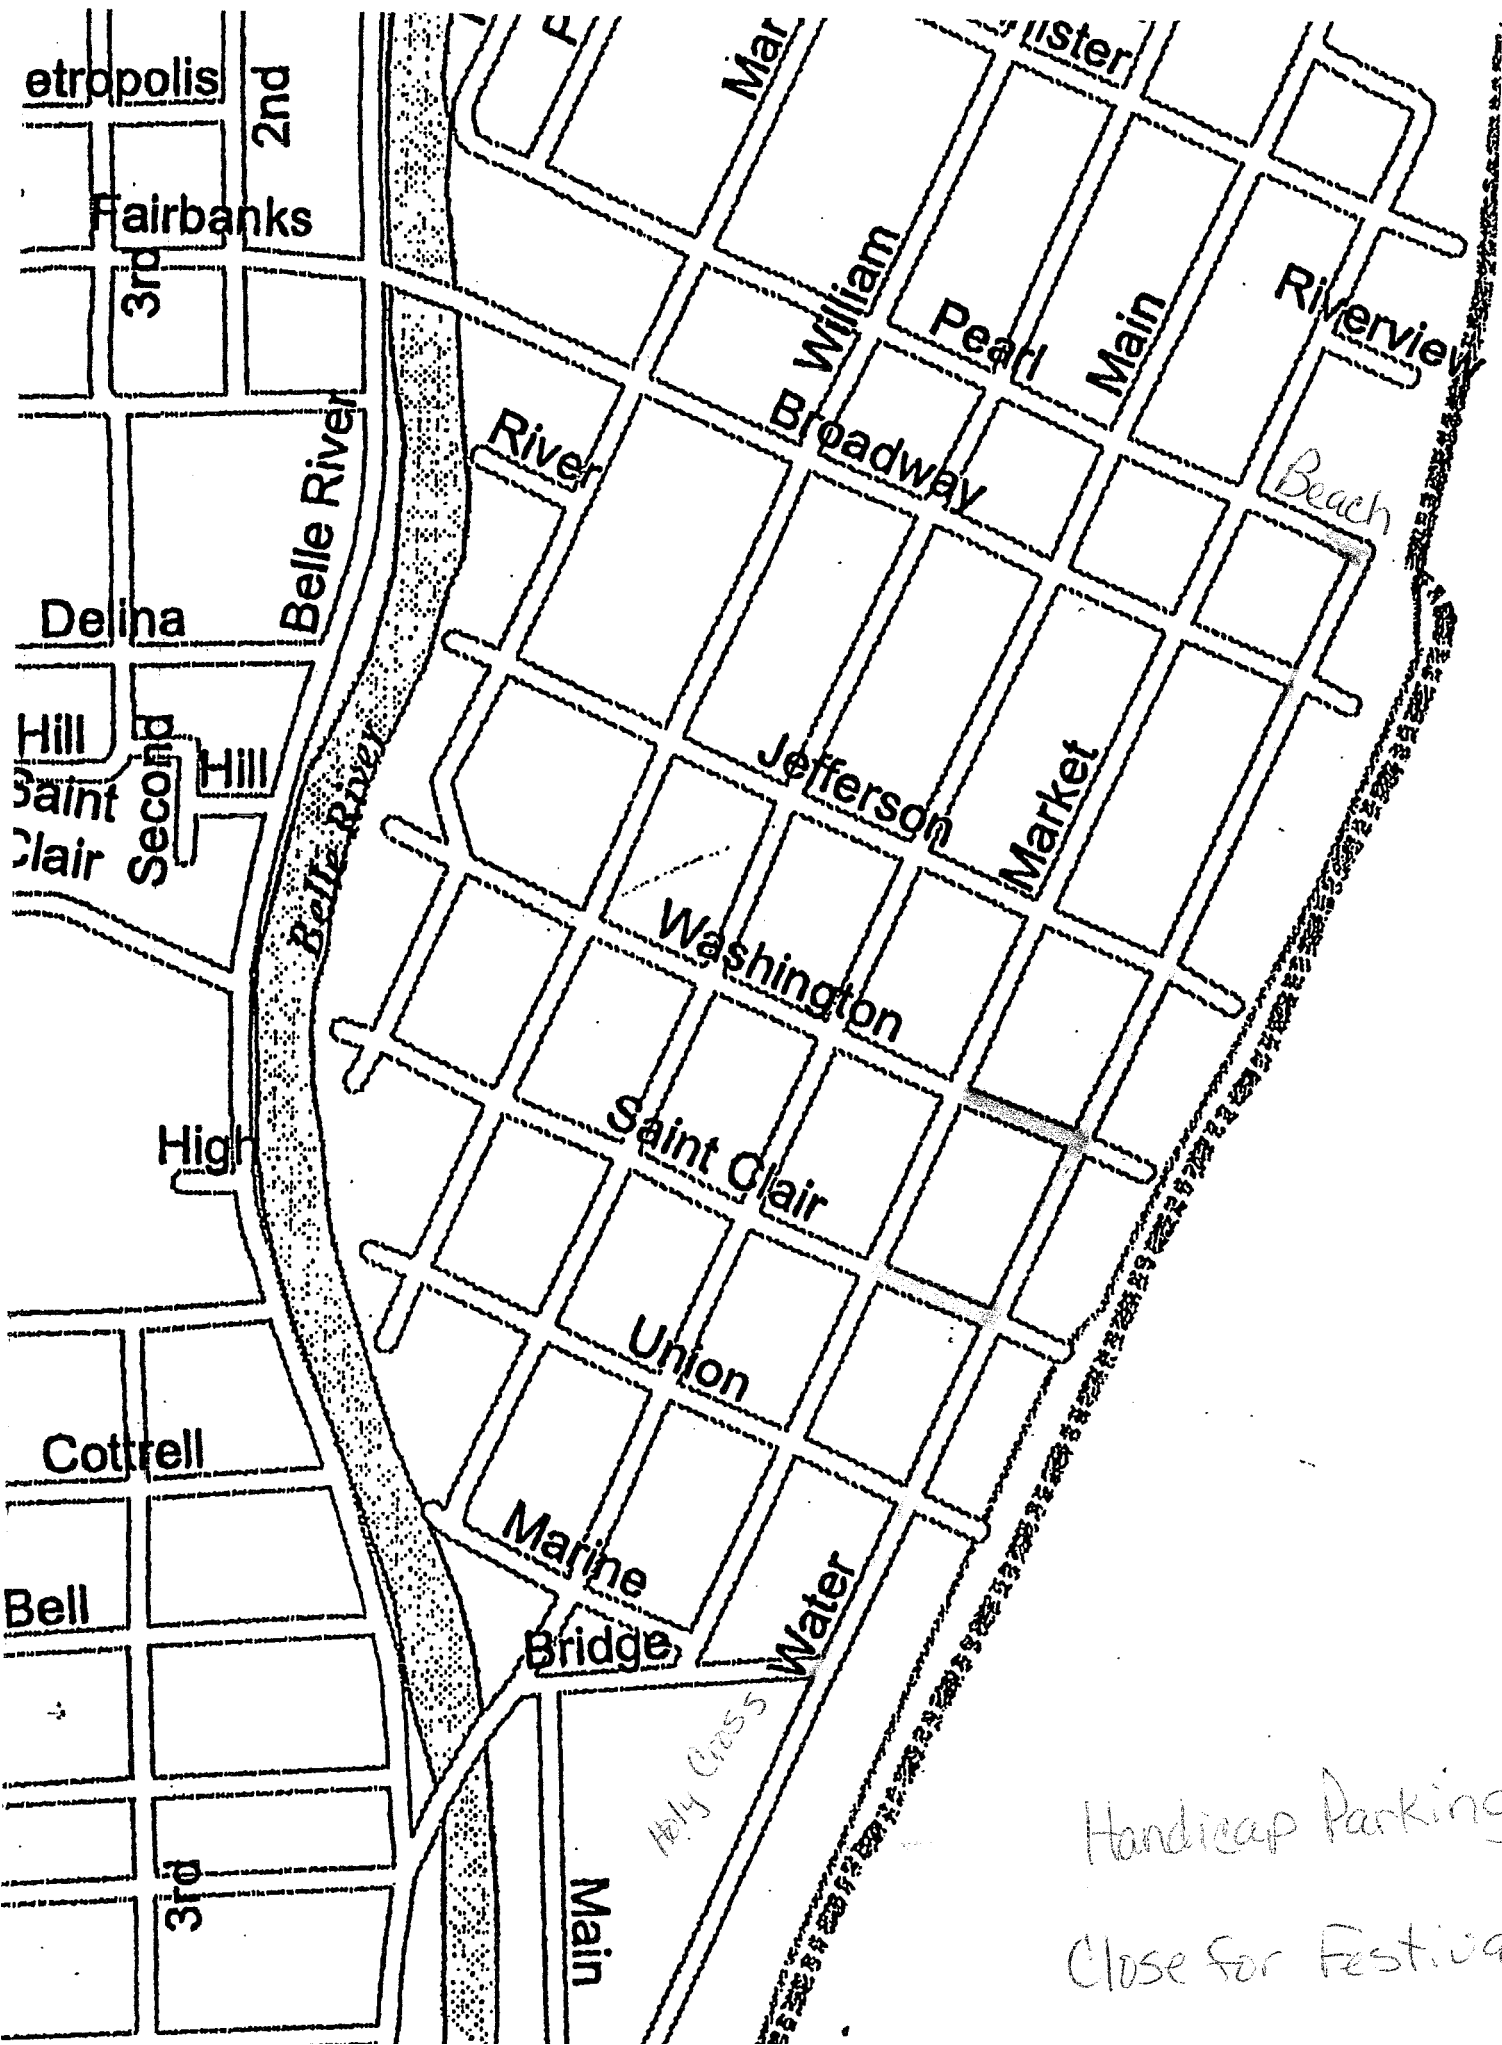 etropolis
2nd
Mar
Fairbanks
3rd
William
Pearl
Main
Riverview
River
Broadway
Belle River
Beach
Delina
Hill
Second
Hill
Saint
Clair
Belle River
Jefferson
Market
Washington
High
Saint Clair
Union
Cottrell
Marine
Bell
Bridge
Water
Holy Cross
Handicap Parking
3rd
Main
Close for Festiva